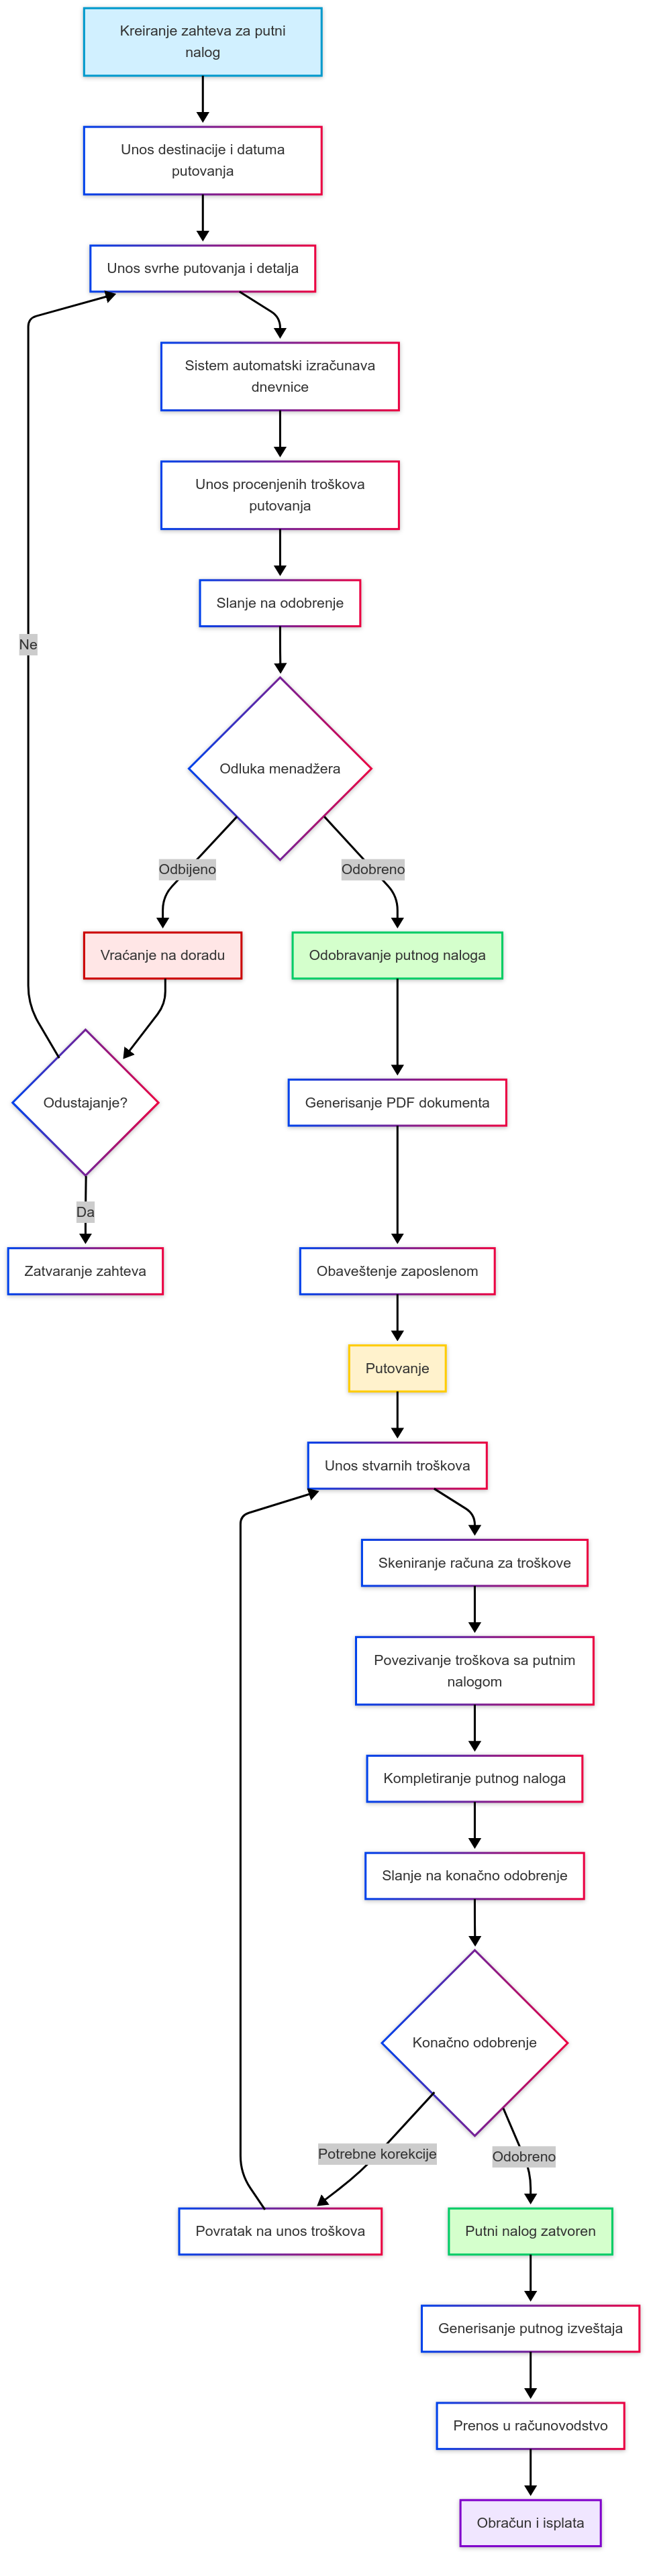 Kreiranje zahteva za putni
nalog
Unos destinacije i datuma
putovanja
Unos svrhe putovanja i detalja
Sistem automatski izračunava
dnevnice
Unos procenjenih troškova
putovanja
Slanje na odobrenje
Ne
Odluka menadžera
Odbijeno
Odobreno
Vraćanje na doradu
Odobravanje putnog naloga
Odustajanje?
Generisanje PDF dokumenta
Da
Zatvaranje zahteva
Obaveštenje zaposlenom
Putovanje
Unos stvarnih troškova
Skeniranje računa za troškove
Povezivanje troškova sa putnim
nalogom
Kompletiranje putnog naloga
Slanje na konačno odobrenje
Konačno odobrenje
Potrebne korekcije
Odobreno
Povratak na unos troškova
Putni nalog zatvoren
Generisanje putnog izveštaja
Prenos u računovodstvo
Obračun i isplata